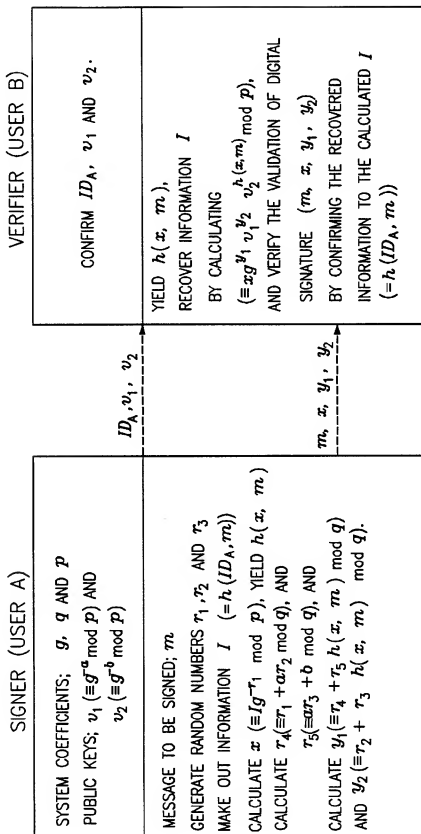 SIGNER (USER A)
SYSTEM COEFFICIENTS; g, q AND p
PUBLIC KEYS; v₁ (≡g⁻ᵃ mod p) AND
v₂ (≡g⁻ᵇ mod p)
MESSAGE TO BE SIGNED; m
GENERATE RANDOM NUMBERS r₁, r₂ AND r₃
MAKE OUT INFORMATION I (=h(ID_A, m))
CALCULATE x (≡Ig^-r₁ mod p), YIELD h(x, m)
CALCULATE r₄(≡r₁ + ar₂ mod q), AND
r₅(≡ar₃ + b mod q), AND
CALCULATE y₁(≡r₄ + r₅ h(x, m) mod q)
AND y₂(≡r₂ + r₃ h(x, m) mod q).
ID_A, v₁, v₂
m, x, y₁, y₂
VERIFIER (USER B)
CONFIRM ID_A, v₁ AND v₂.
YIELD h(x, m),
RECOVER INFORMATION I
BY CALCULATING
(≡xg^y₁ v₁^y₂ v₂^h(x,m) mod p),
AND VERIFY THE VALIDATION OF DIGITAL
SIGNATURE (m, x, y₁, y₂)
BY CONFIRMING THE RECOVERED
INFORMATION TO THE CALCULATED I
(=h(ID_A, m))